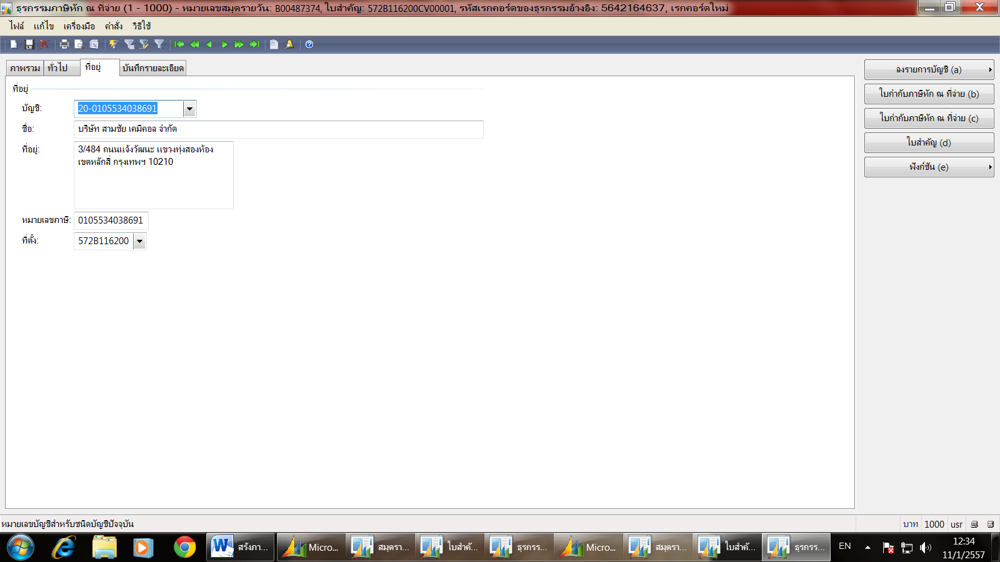 ธุรกรรมภาษีหัก ณ ที่จ่าย (1 - 1000) - หมายเลขสมุดรายวัน: B00487374, ใบสำคัญ: 572B116200CV00001, รหัสเรกคอร์ดของธุรกรรมอ้างอิง: 5642164637, เรกคอร์ดใหม่
ไฟล์ แก้ไข เครื่องมือ คำสั่ง วิธีใช้
ภาพรวม ทั่วไป ที่อยู่ บันทึกรายละเอียด
ที่อยู่
บัญชี: 20-0105534038691
ชื่อ: บริษัท สามชัย เคมิคอล จำกัด
ที่อยู่: 3/484 ถนนแจ้งวัฒนะ แขวงทุ่งสองห้อง
เขตหลักสี่ กรุงเทพฯ 10210
หมายเลขภาษี: 0105534038691
ที่ตั้ง: 572B116200
ลงรายการบัญชี (a)
ใบกำกับภาษีหัก ณ ที่จ่าย (b)
ใบกำกับภาษีหัก ณ ที่จ่าย (c)
ใบสำคัญ (d)
ฟังก์ชัน (e)
หมายเลขบัญชีสำหรับชนิดบัญชีปัจจุบัน บาท 1000 usr
สร้งภา... Micro... สมุดรา... ใบสำคั... ธุรกรร... Micro... สมุดรา... ใบสำคั... ธุรกรร... EN 12:34
11/1/2557